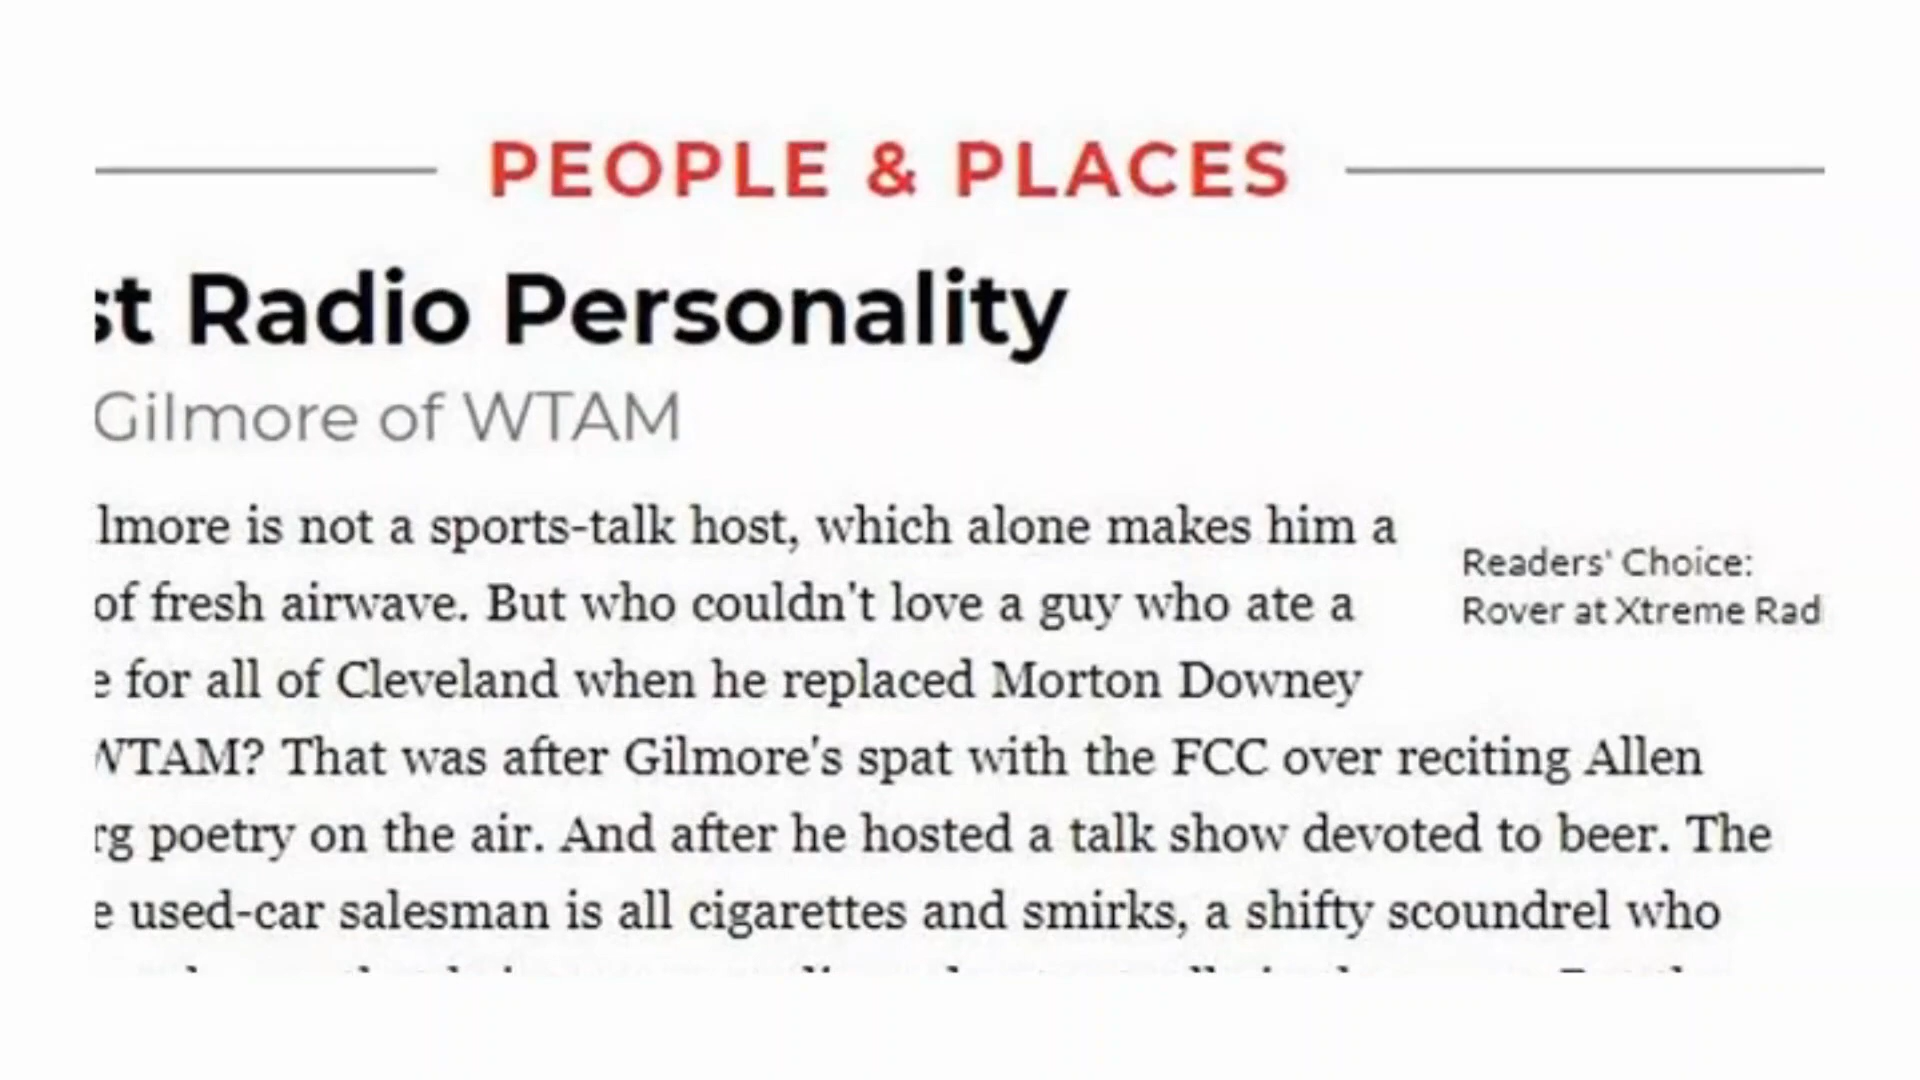 PEOPLE & PLACES
st Radio Personality
Gilmore of WTAM
lmore is not a sports-talk host, which alone makes him a
of fresh airwave. But who couldn't love a guy who ate a
e for all of Cleveland when he replaced Morton Downey
WTAM? That was after Gilmore's spat with the FCC over reciting Allen
rg poetry on the air. And after he hosted a talk show devoted to beer. The
e used-car salesman is all cigarettes and smirks, a shifty scoundrel who
Readers' Choice:
Rover at Xtreme Rad